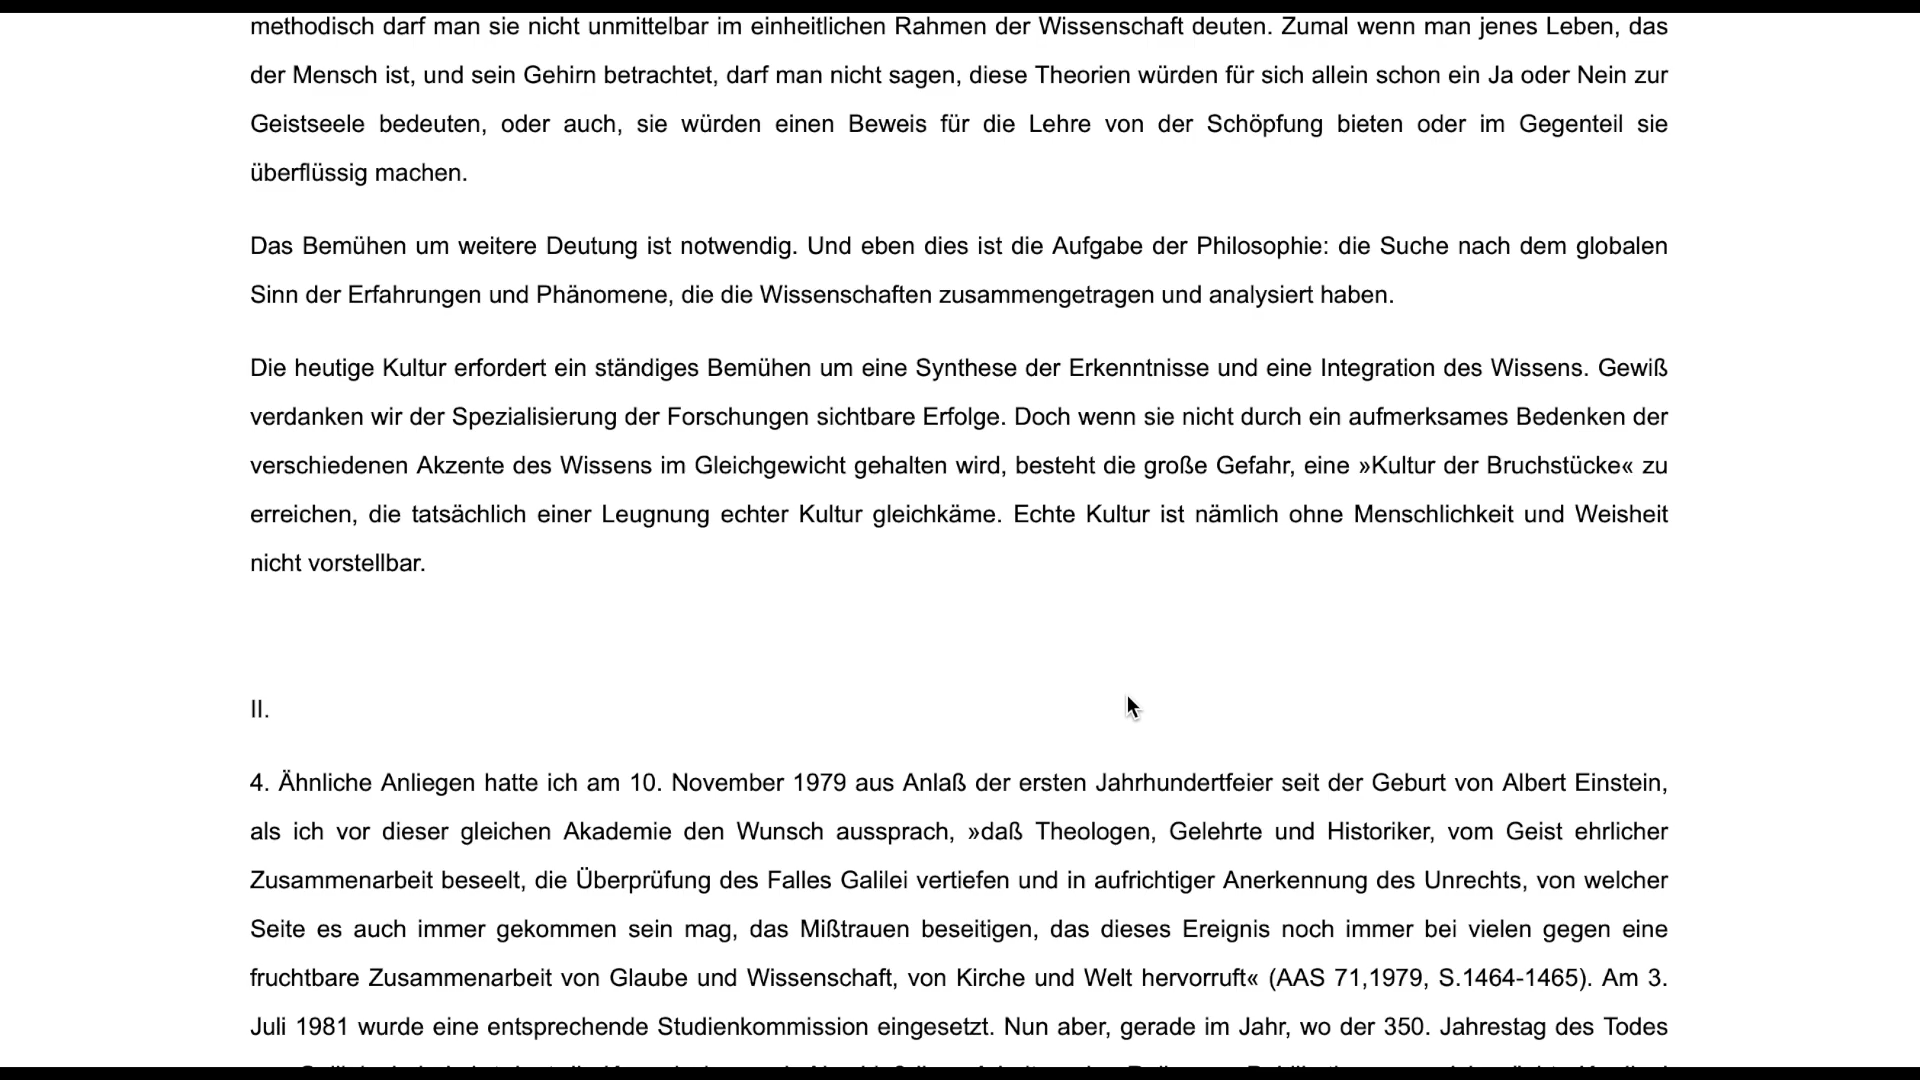 methodisch darf man sie nicht unmittelbar im einheitlichen Rahmen der Wissenschaft deuten. Zumal wenn man jenes Leben, das
der Mensch ist, und sein Gehirn betrachtet, darf man nicht sagen, diese Theorien würden für sich allein schon ein Ja oder Nein zur
Geistseele bedeuten, oder auch, sie würden einen Beweis für die Lehre von der Schöpfung bieten oder im Gegenteil sie
überflüssig machen.
Das Bemühen um weitere Deutung ist notwendig. Und eben dies ist die Aufgabe der Philosophie: die Suche nach dem globalen
Sinn der Erfahrungen und Phänomene, die die Wissenschaften zusammengetragen und analysiert haben.
Die heutige Kultur erfordert ein ständiges Bemühen um eine Synthese der Erkenntnisse und eine Integration des Wissens. Gewiß
verdanken wir der Spezialisierung der Forschungen sichtbare Erfolge. Doch wenn sie nicht durch ein aufmerksames Bedenken der
verschiedenen Akzente des Wissens im Gleichgewicht gehalten wird, besteht die große Gefahr, eine »Kultur der Bruchstücke« zu
erreichen, die tatsächlich einer Leugnung echter Kultur gleichkäme. Echte Kultur ist nämlich ohne Menschlichkeit und Weisheit
nicht vorstellbar.
II.
4. Ähnliche Anliegen hatte ich am 10. November 1979 aus Anlaß der ersten Jahrhundertfeier seit der Geburt von Albert Einstein,
als ich vor dieser gleichen Akademie den Wunsch aussprach, »daß Theologen, Gelehrte und Historiker, vom Geist ehrlicher
Zusammenarbeit beseelt, die Überprüfung des Falles Galilei vertiefen und in aufrichtiger Anerkennung des Unrechts, von welcher
Seite es auch immer gekommen sein mag, das Mißtrauen beseitigen, das dieses Ereignis noch immer bei vielen gegen eine
fruchtbare Zusammenarbeit von Glaube und Wissenschaft, von Kirche und Welt hervorruft« (AAS 71,1979, S.1464-1465). Am 3.
Juli 1981 wurde eine entsprechende Studienkommission eingesetzt. Nun aber, gerade im Jahr, wo der 350. Jahrestag des Todes